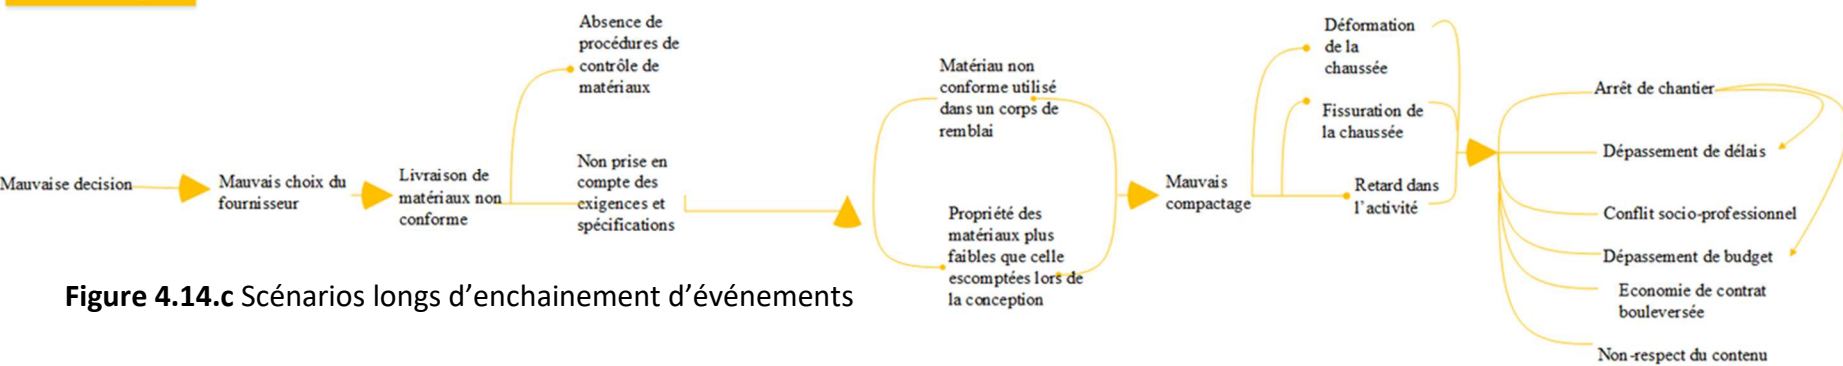 Mauvaise decision
Mauvais choix du
fournisseur
Livraison de
matériaux non
conforme
Absence de
procédures de
contrôle de
matériaux
Non prise en
compte des
exigences et
spécifications
Matériau non
conforme utilisé
dans un corps de
remblai
Propriété des
matériaux plus
faibles que celle
escomptées lors de
la conception
Mauvais
compactage
Déformation
de la
chaussée
Fissuration de
la chaussée
Retard dans
l'activité
Arrêt de chantier
Dépassement de délais
Conflit socio-professionnel
Dépassement de budget
Economie de contrat
bouleversée
Non-respect du contenu
Figure 4.14.c Scénarios longs d'enchainement d'événements